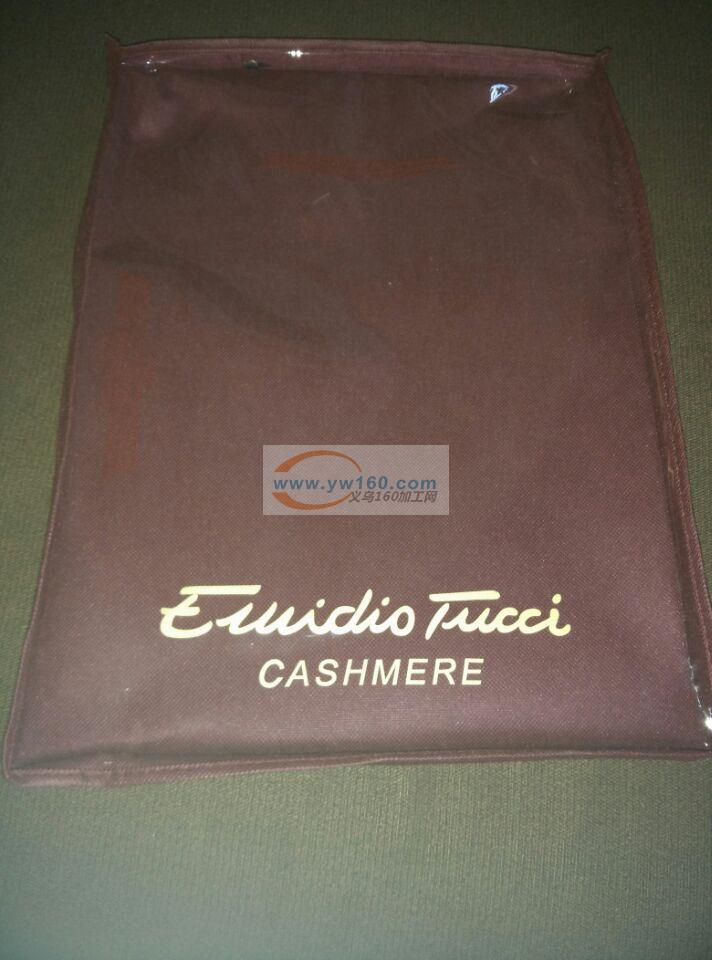 www.yw160.com
义乌160加工网
Emidio Tucci
CASHMERE